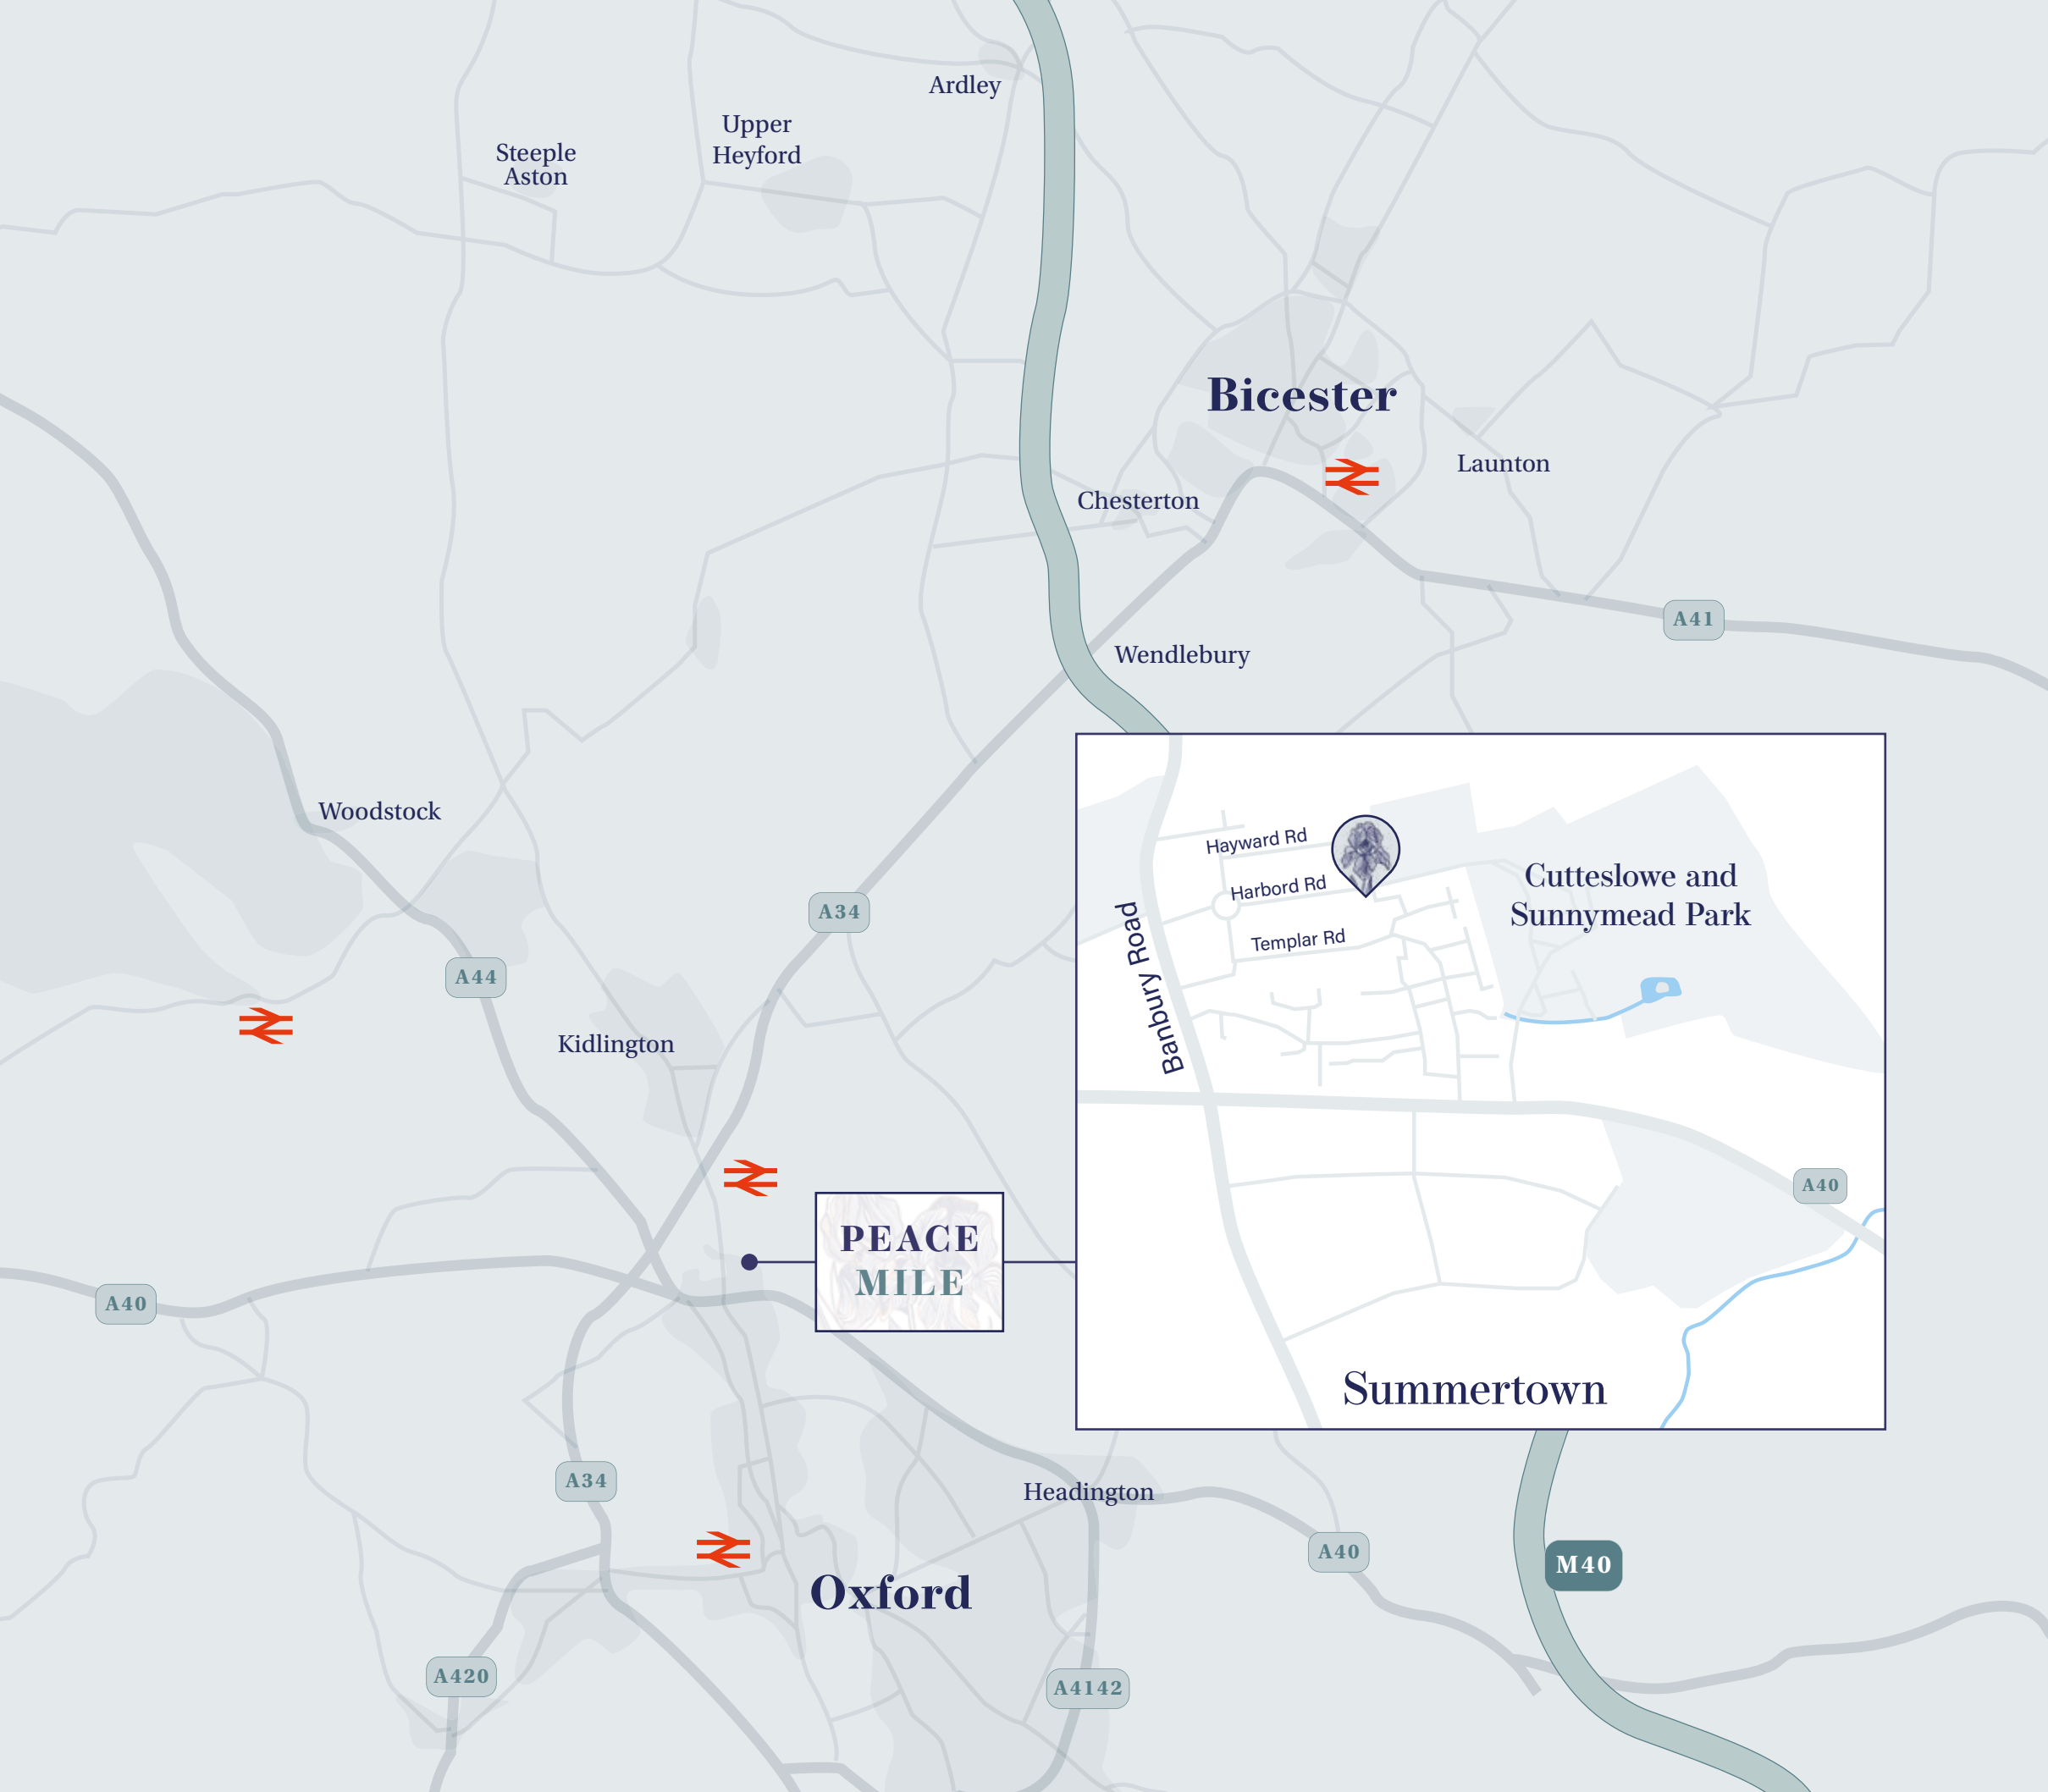 Ardley
Upper
Heyford
Steeple
Aston
Bicester
Launton
Chesterton
A41
Wendlebury
Woodstock
Hayward Rd
Harbord Rd
Templar Rd
Banbury Road
Cutteslowe and
Sunnymead Park
A34
A44
Kidlington
A40
PEACE
MILE
A40
Summertown
A34
Headington
A40
M40
Oxford
A420
A4142